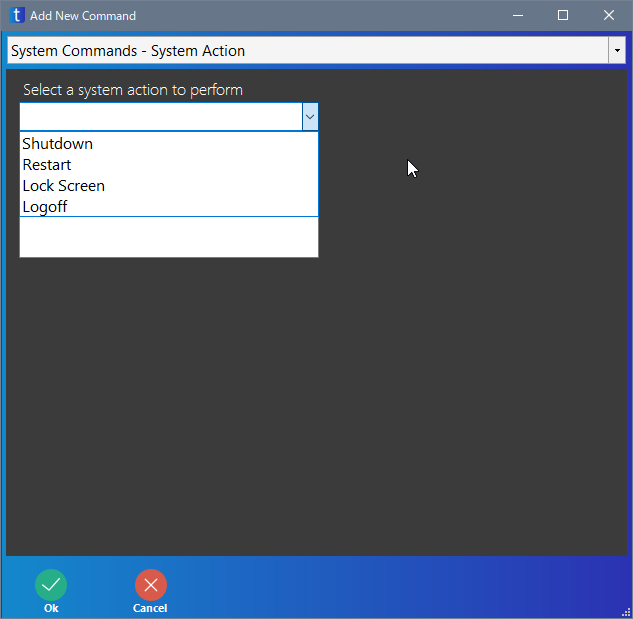 Add New Command
System Commands - System Action
Select a system action to perform
Shutdown
Restart
Lock Screen
Logoff
Ok
Cancel